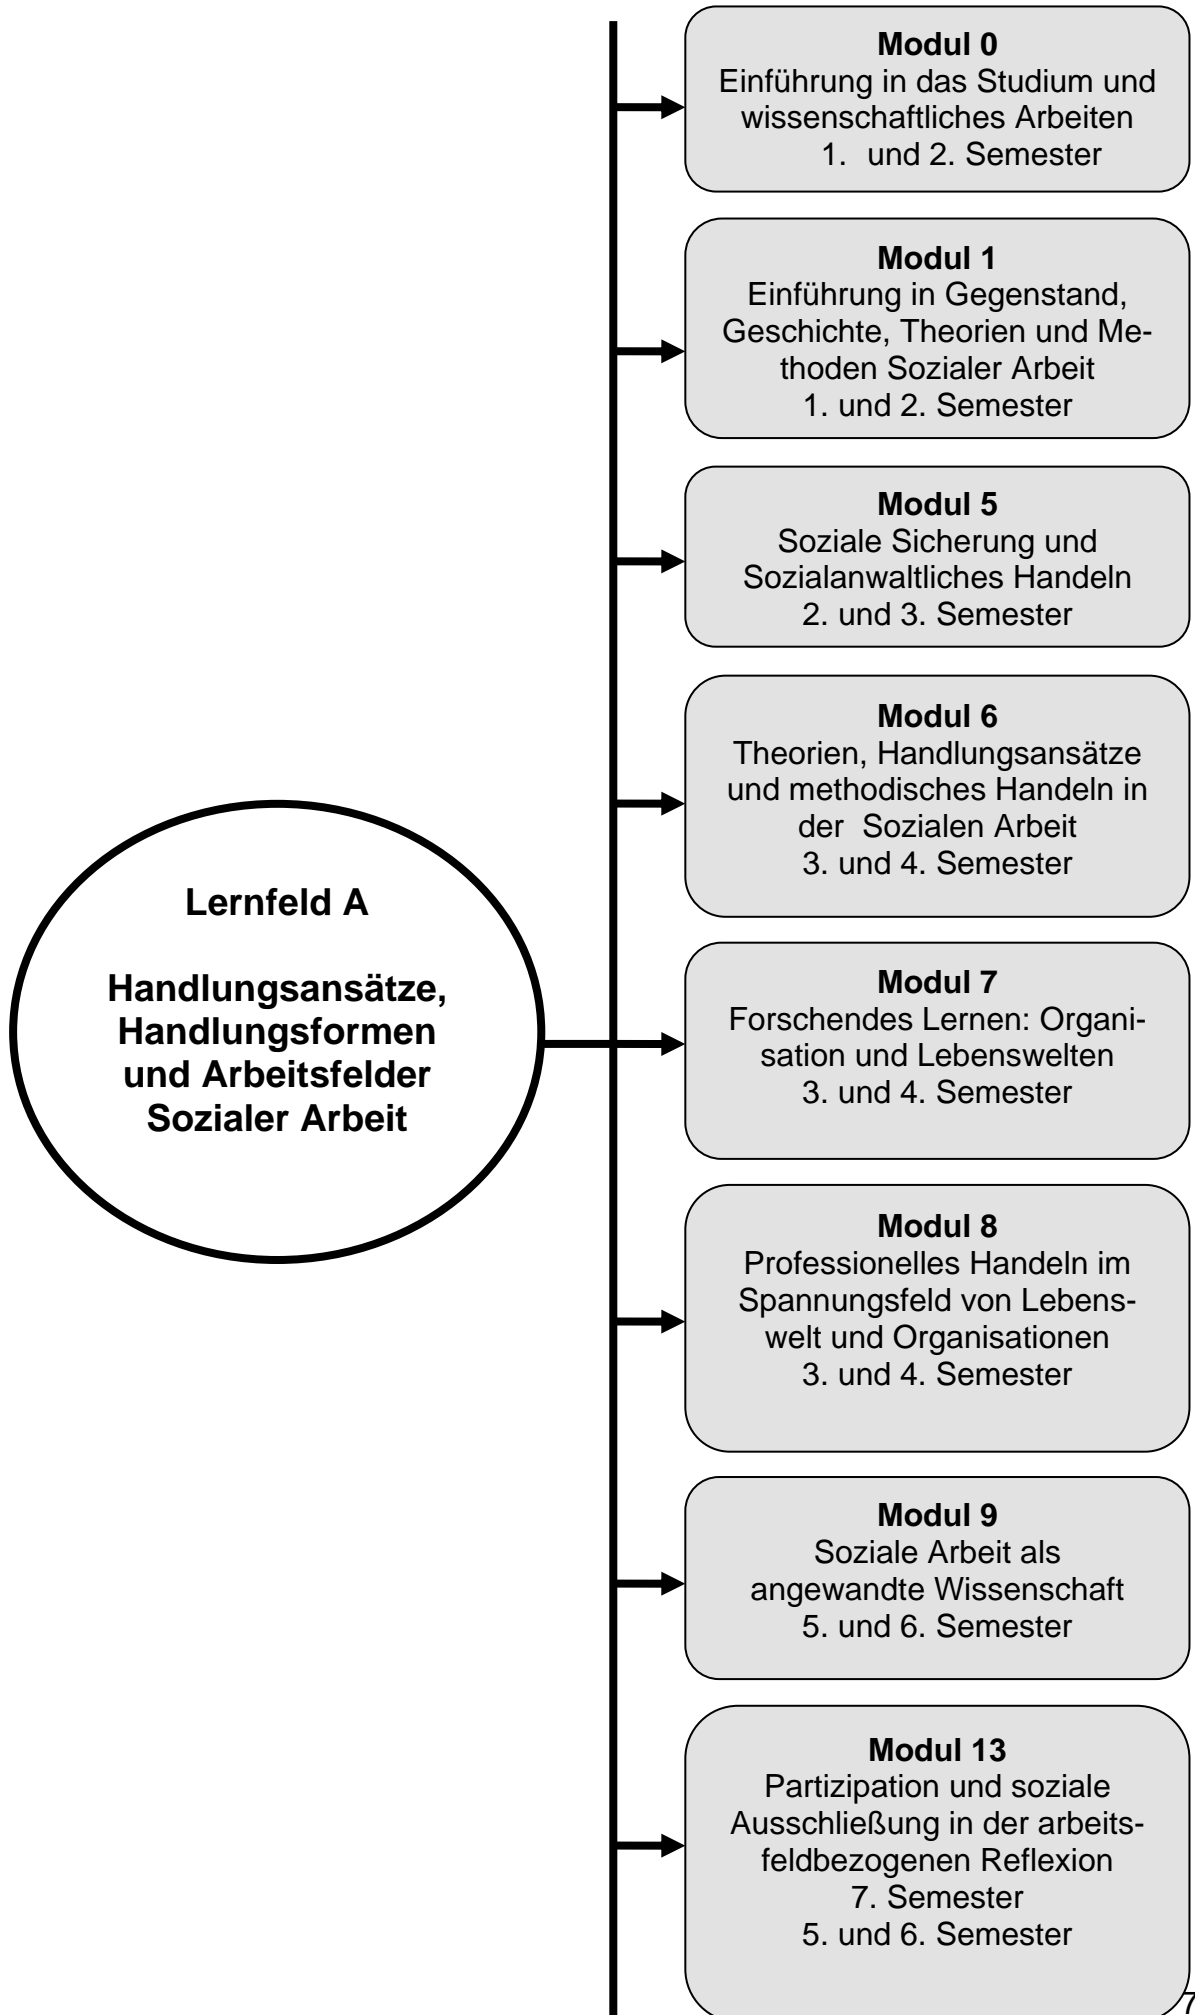 Modul 0
Einführung in das Studium und
wissenschaftliches Arbeiten
1. und 2. Semester
Modul 1
Einführung in Gegenstand,
Geschichte, Theorien und Me-
thoden Sozialer Arbeit
1. und 2. Semester
Modul 5
Soziale Sicherung und
Sozialanwaltliches Handeln
2. und 3. Semester
Modul 6
Theorien, Handlungsansätze
und methodisches Handeln in
der Sozialen Arbeit
3. und 4. Semester
Lernfeld A
Handlungsansätze,
Handlungsformen
und Arbeitsfelder
Sozialer Arbeit
Modul 7
Forschendes Lernen: Organi-
sation und Lebenswelten
3. und 4. Semester
Modul 8
Professionelles Handeln im
Spannungsfeld von Lebens-
welt und Organisationen
3. und 4. Semester
Modul 9
Soziale Arbeit als
angewandte Wissenschaft
5. und 6. Semester
Modul 13
Partizipation und soziale
Ausschließung in der arbeits-
feldbezogenen Reflexion
7. Semester
5. und 6. Semester
7